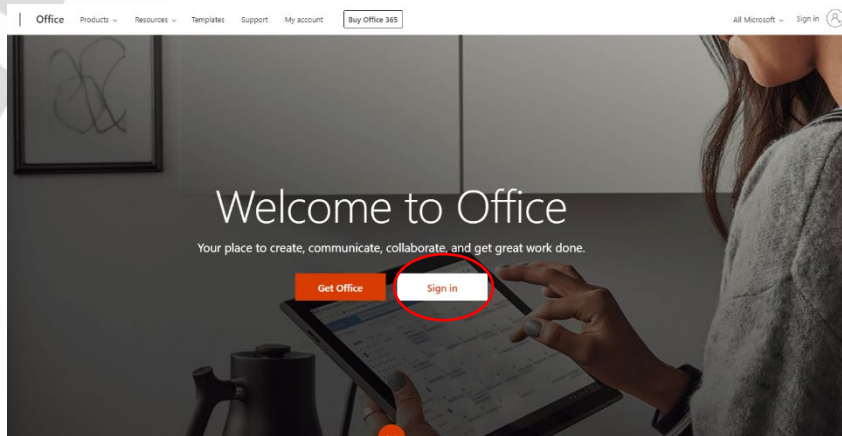 Office Products Resources Templates Support My account Buy Office 365 All Microsoft Sign in
Welcome to Office
Your place to create, communicate, collaborate, and get great work done.
Get Office Sign in